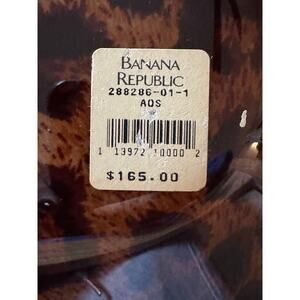 BANANA
REPUBLIC
288286-01-1
AOS
1 13972 10000 2
$165.00